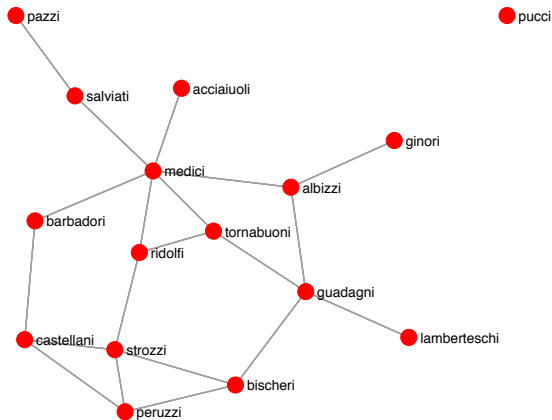 pazzi
pucci
salviati
acciaiuoli
ginori
medici
albizzi
barbadori
tornabuoni
ridolfi
guadagni
lamberteschi
castellani
strozzi
bischeri
peruzzi